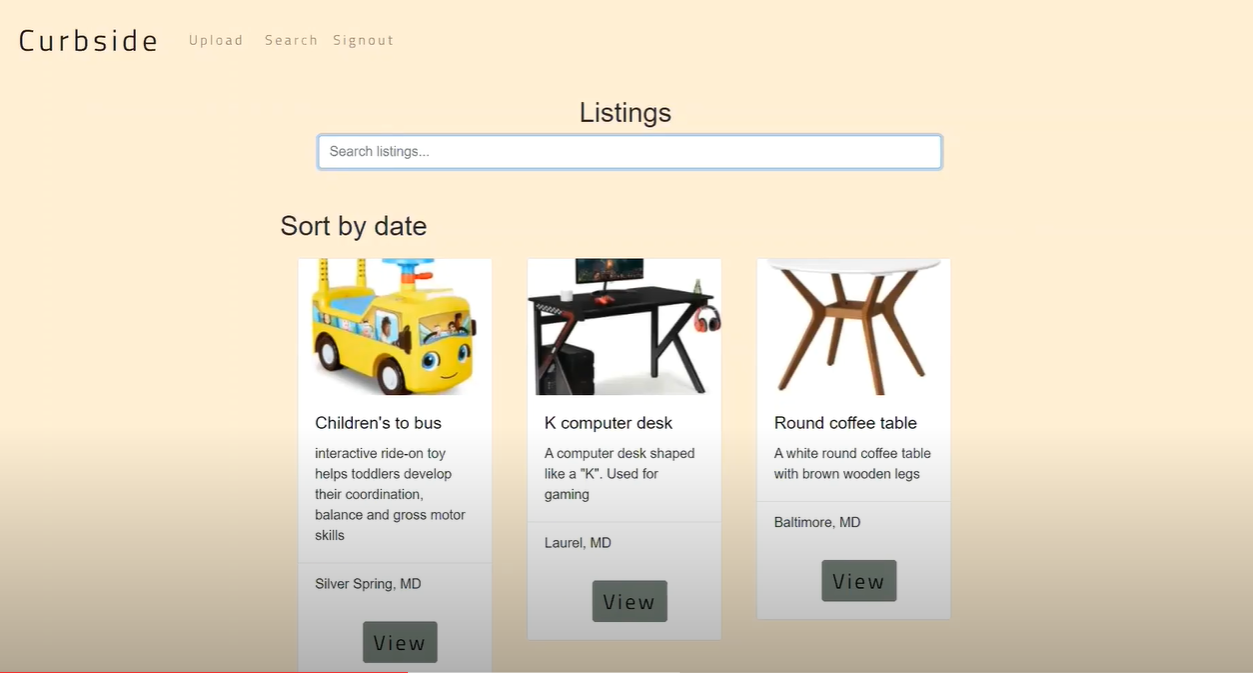 Curbside Upload Search Signout
Listings
Search listings...
Sort by date
Children's to bus
interactive ride-on toy
helps toddlers develop
their coordination,
balance and gross motor
skills
Silver Spring, MD
View
K computer desk
A computer desk shaped
like a "K". Used for
gaming
Laurel, MD
View
Round coffee table
A white round coffee table
with brown wooden legs
Baltimore, MD
View